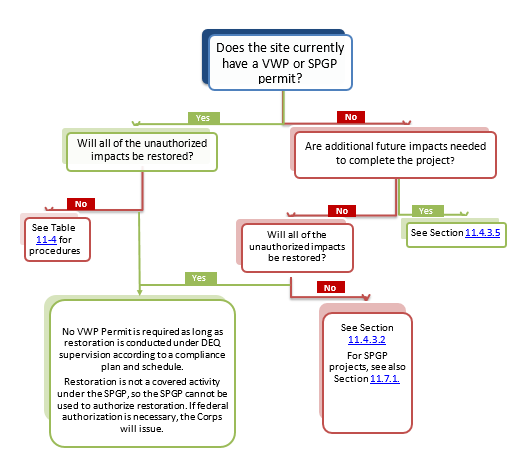 Does the site currently
have a VWP or SPGP
permit?
Yes
No
Will all of the unauthorized
impacts be restored?
Are additional future impacts needed
to complete the project?
No
No
Yes
See Table
11-4 for
procedures
Will all of the
unauthorized impacts
be restored?
See Section 11.4.3.5
Yes
No
No VWP Permit is required as long as
restoration is conducted under DEQ
supervision according to a compliance
plan and schedule.
Restoration is not a covered activity
under the SPGP, so the SPGP cannot be
used to authorize restoration. If federal
authorization is necessary, the Corps
will issue.
See Section
11.4.3.2
For SPGP
projects, see also
Section 11.7.1.